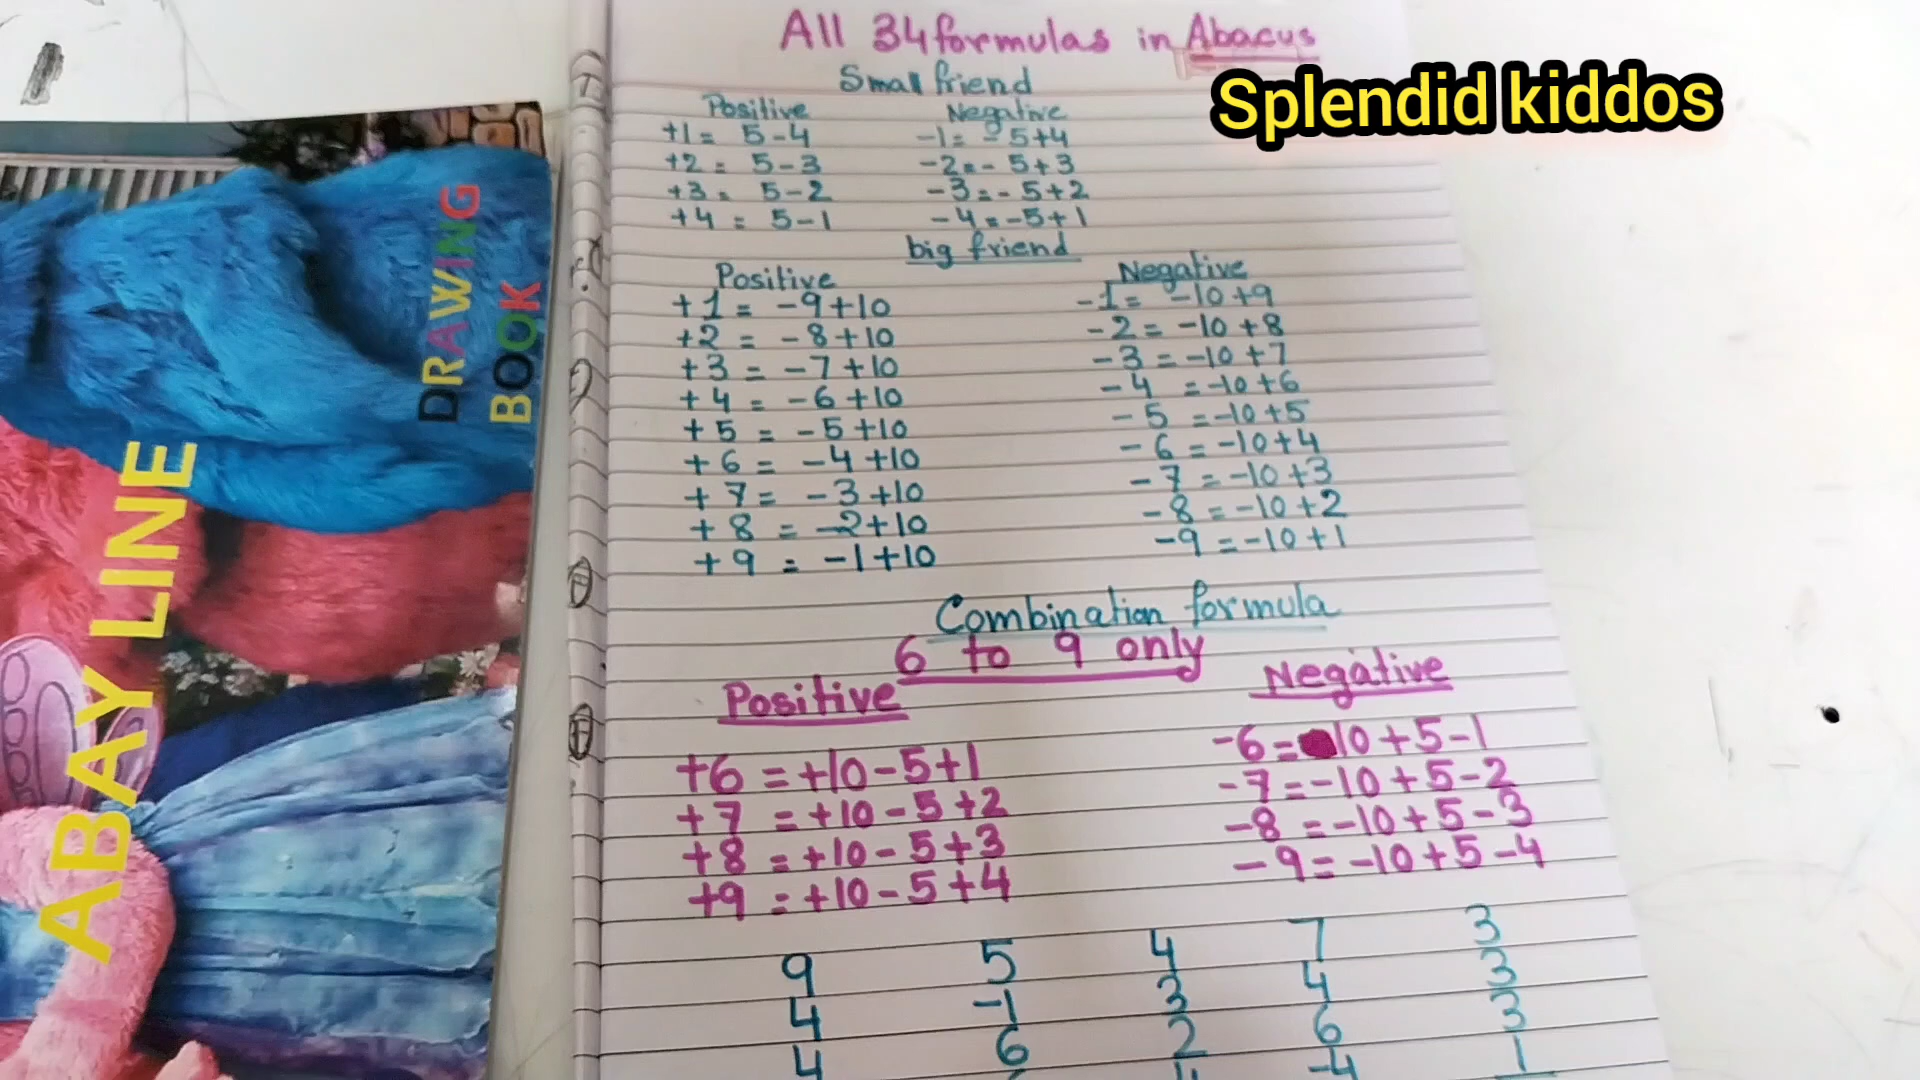 All 34 formulas in Abacus
Splendid kiddos
Small friend
Positive Negative
+1 = 5-4 -1 = -5+4
+2 = 5-3 -2 = -5+3
+3 = 5-2 -3 = -5+2
+4 = 5-1 -4 = -5+1
big friend
Positive Negative
+1 = -9+10 -1 = -10+9
+2 = -8+10 -2 = -10+8
+3 = -7+10 -3 = -10+7
+4 = -6+10 -4 = -10+6
+5 = -5+10 -5 = -10+5
+6 = -4+10 -6 = -10+4
+7 = -3+10 -7 = -10+3
+8 = -2+10 -8 = -10+2
+9 = -1+10 -9 = -10+1
Combination formula
6 to 9 only
Positive Negative
+6 = +10-5+1 -6 = 10+5-1
+7 = +10-5+2 -7 = -10+5-2
+8 = +10-5+3 -8 = -10+5-3
+9 = +10-5+4 -9 = -10+5-4
9 5 4 7 3
4 -1 3 4 3
4 6 2 6 3
-4 1
DRAWING
BOOK
ABAY LINE